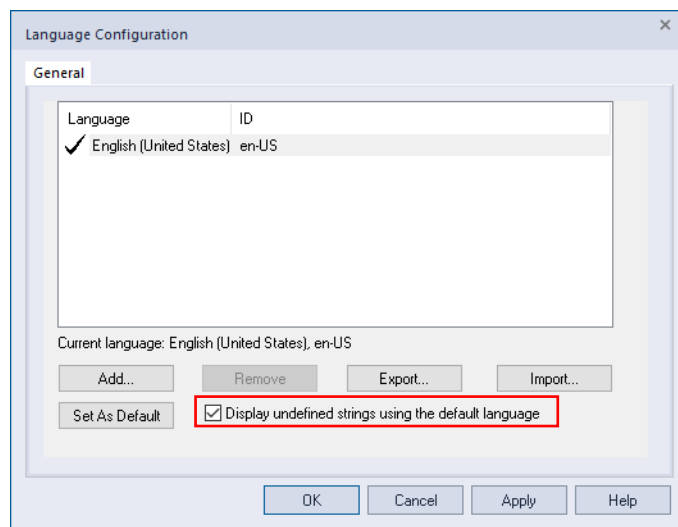 Language Configuration
General
Language ID
English (United States) en-US
Current language: English (United States), en-US
Add... Remove Export... Import...
Set As Default Display undefined strings using the default language
OK Cancel Apply Help